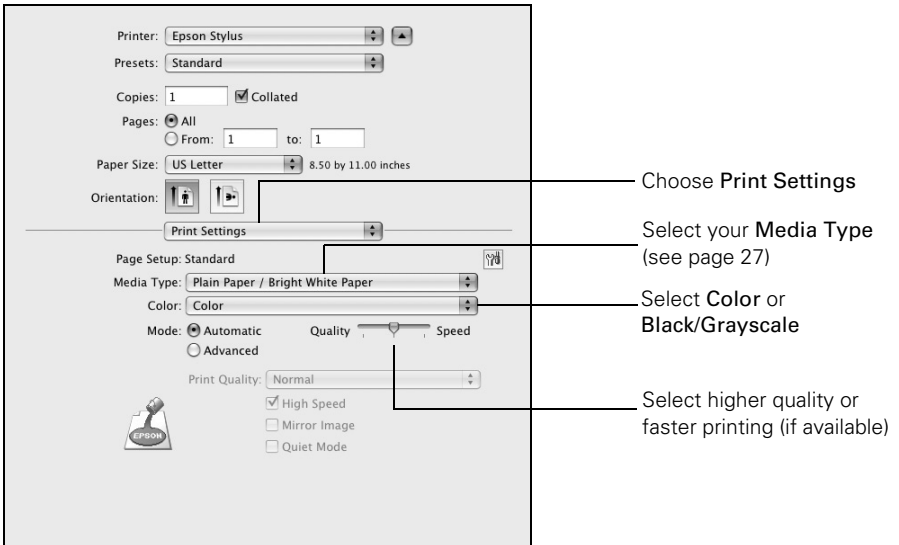 Printer: Epson Stylus
Presets: Standard
Copies: 1 Collated
Pages: All
From: 1 to: 1
Paper Size: US Letter 8.50 by 11.00 inches
Orientation:
Choose Print Settings
Print Settings
Select your Media Type
(see page 27)
Page Setup: Standard
Media Type: Plain Paper / Bright White Paper
Color: Color
Select Color or
Black/Grayscale
Mode: Automatic Quality Speed
Advanced
Print Quality: Normal
High Speed
Mirror Image
Quiet Mode
EPSON
Select higher quality or
faster printing (if available)